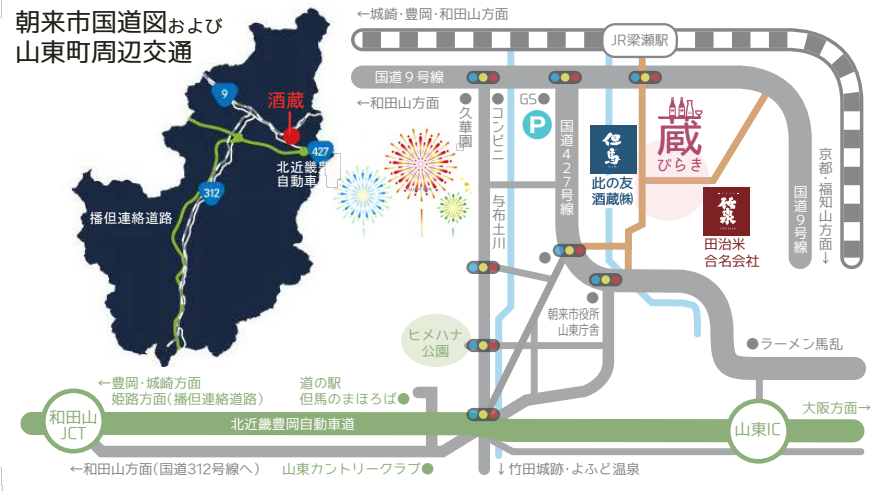 朝来市国道図および
山東町周辺交通
9
酒蔵
427
北近畿豊
自動車
312
播但連絡道路
←城崎・豊岡・和田山方面
JR梁瀬駅
国道9号線
←和田山方面
久華園
コンビニ
GS
P
国道427号線
但馬
此の友
酒蔵㈱
蔵
びらき
竹泉
田治米
合名会社
国道9号線
京都・福知山方面→
与布土川
朝来市役所
山東庁舎
ヒメハナ
公園
ラーメン馬乱
←豊岡・城崎方面
姫路方面(播但連絡道路)
道の駅
但馬のまほろば
大阪方面→
和田山
JCT
北近畿豊岡自動車道
山東IC
←和田山方面(国道312号線へ)
山東カントリークラブ
↓竹田城跡・よふど温泉